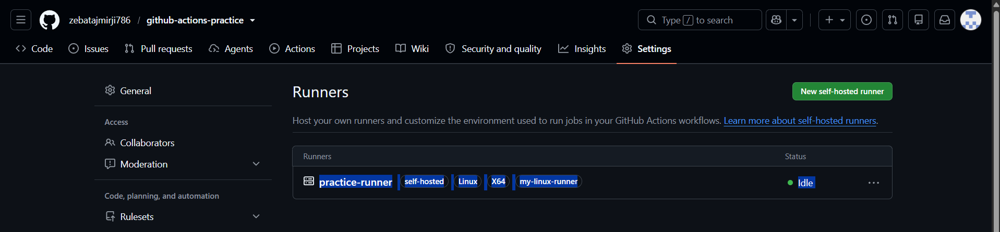 zebatajmirji786 / github-actions-practice
Type / to search
Code Issues Pull requests Agents Actions Projects Wiki Security and quality Insights Settings
General
Access
Collaborators
Moderation
Code, planning, and automation
Rulesets
Runners
New self-hosted runner
Host your own runners and customize the environment used to run jobs in your GitHub Actions workflows. Learn more about self-hosted runners.
Runners Status
practice-runner self-hosted Linux X64 my-linux-runner Idle